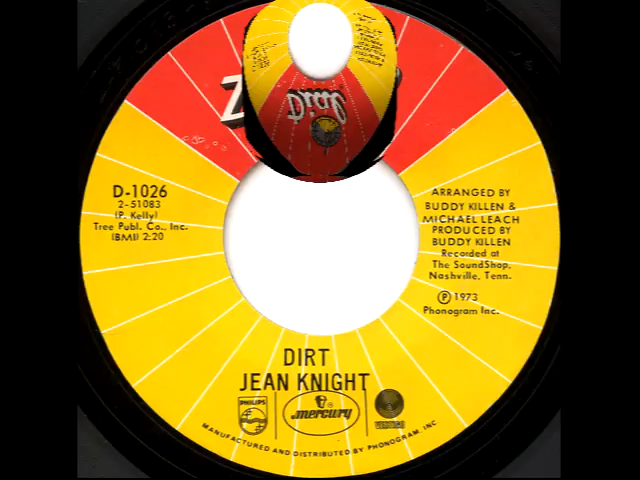 Dial
D-1026
2-51083
(P. Kelly)
Tree Publ. Co., Inc.
(BMI) 2:20
ARRANGED BY
BUDDY KILLEN &
MICHAEL LEACH
PRODUCED BY
BUDDY KILLEN
Recorded at
The SoundShop,
Nashville, Tenn.
Ⓟ 1973
Phonogram Inc.
DIRT
JEAN KNIGHT
PHILIPS
mercury
VERTIGO
MANUFACTURED AND DISTRIBUTED BY PHONOGRAM, INC